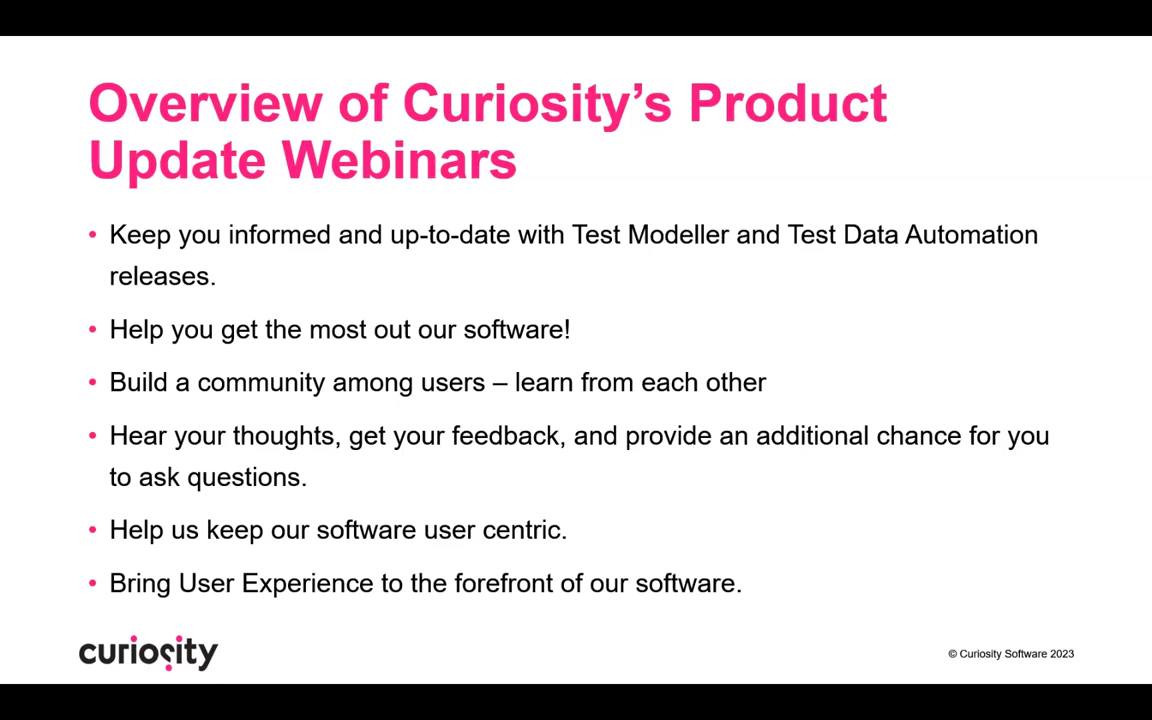 Overview of Curiosity’s Product
Update Webinars
• Keep you informed and up-to-date with Test Modeller and Test Data Automation
releases.
• Help you get the most out our software!
• Build a community among users – learn from each other
• Hear your thoughts, get your feedback, and provide an additional chance for you
to ask questions.
• Help us keep our software user centric.
• Bring User Experience to the forefront of our software.
curiosity
© Curiosity Software 2023